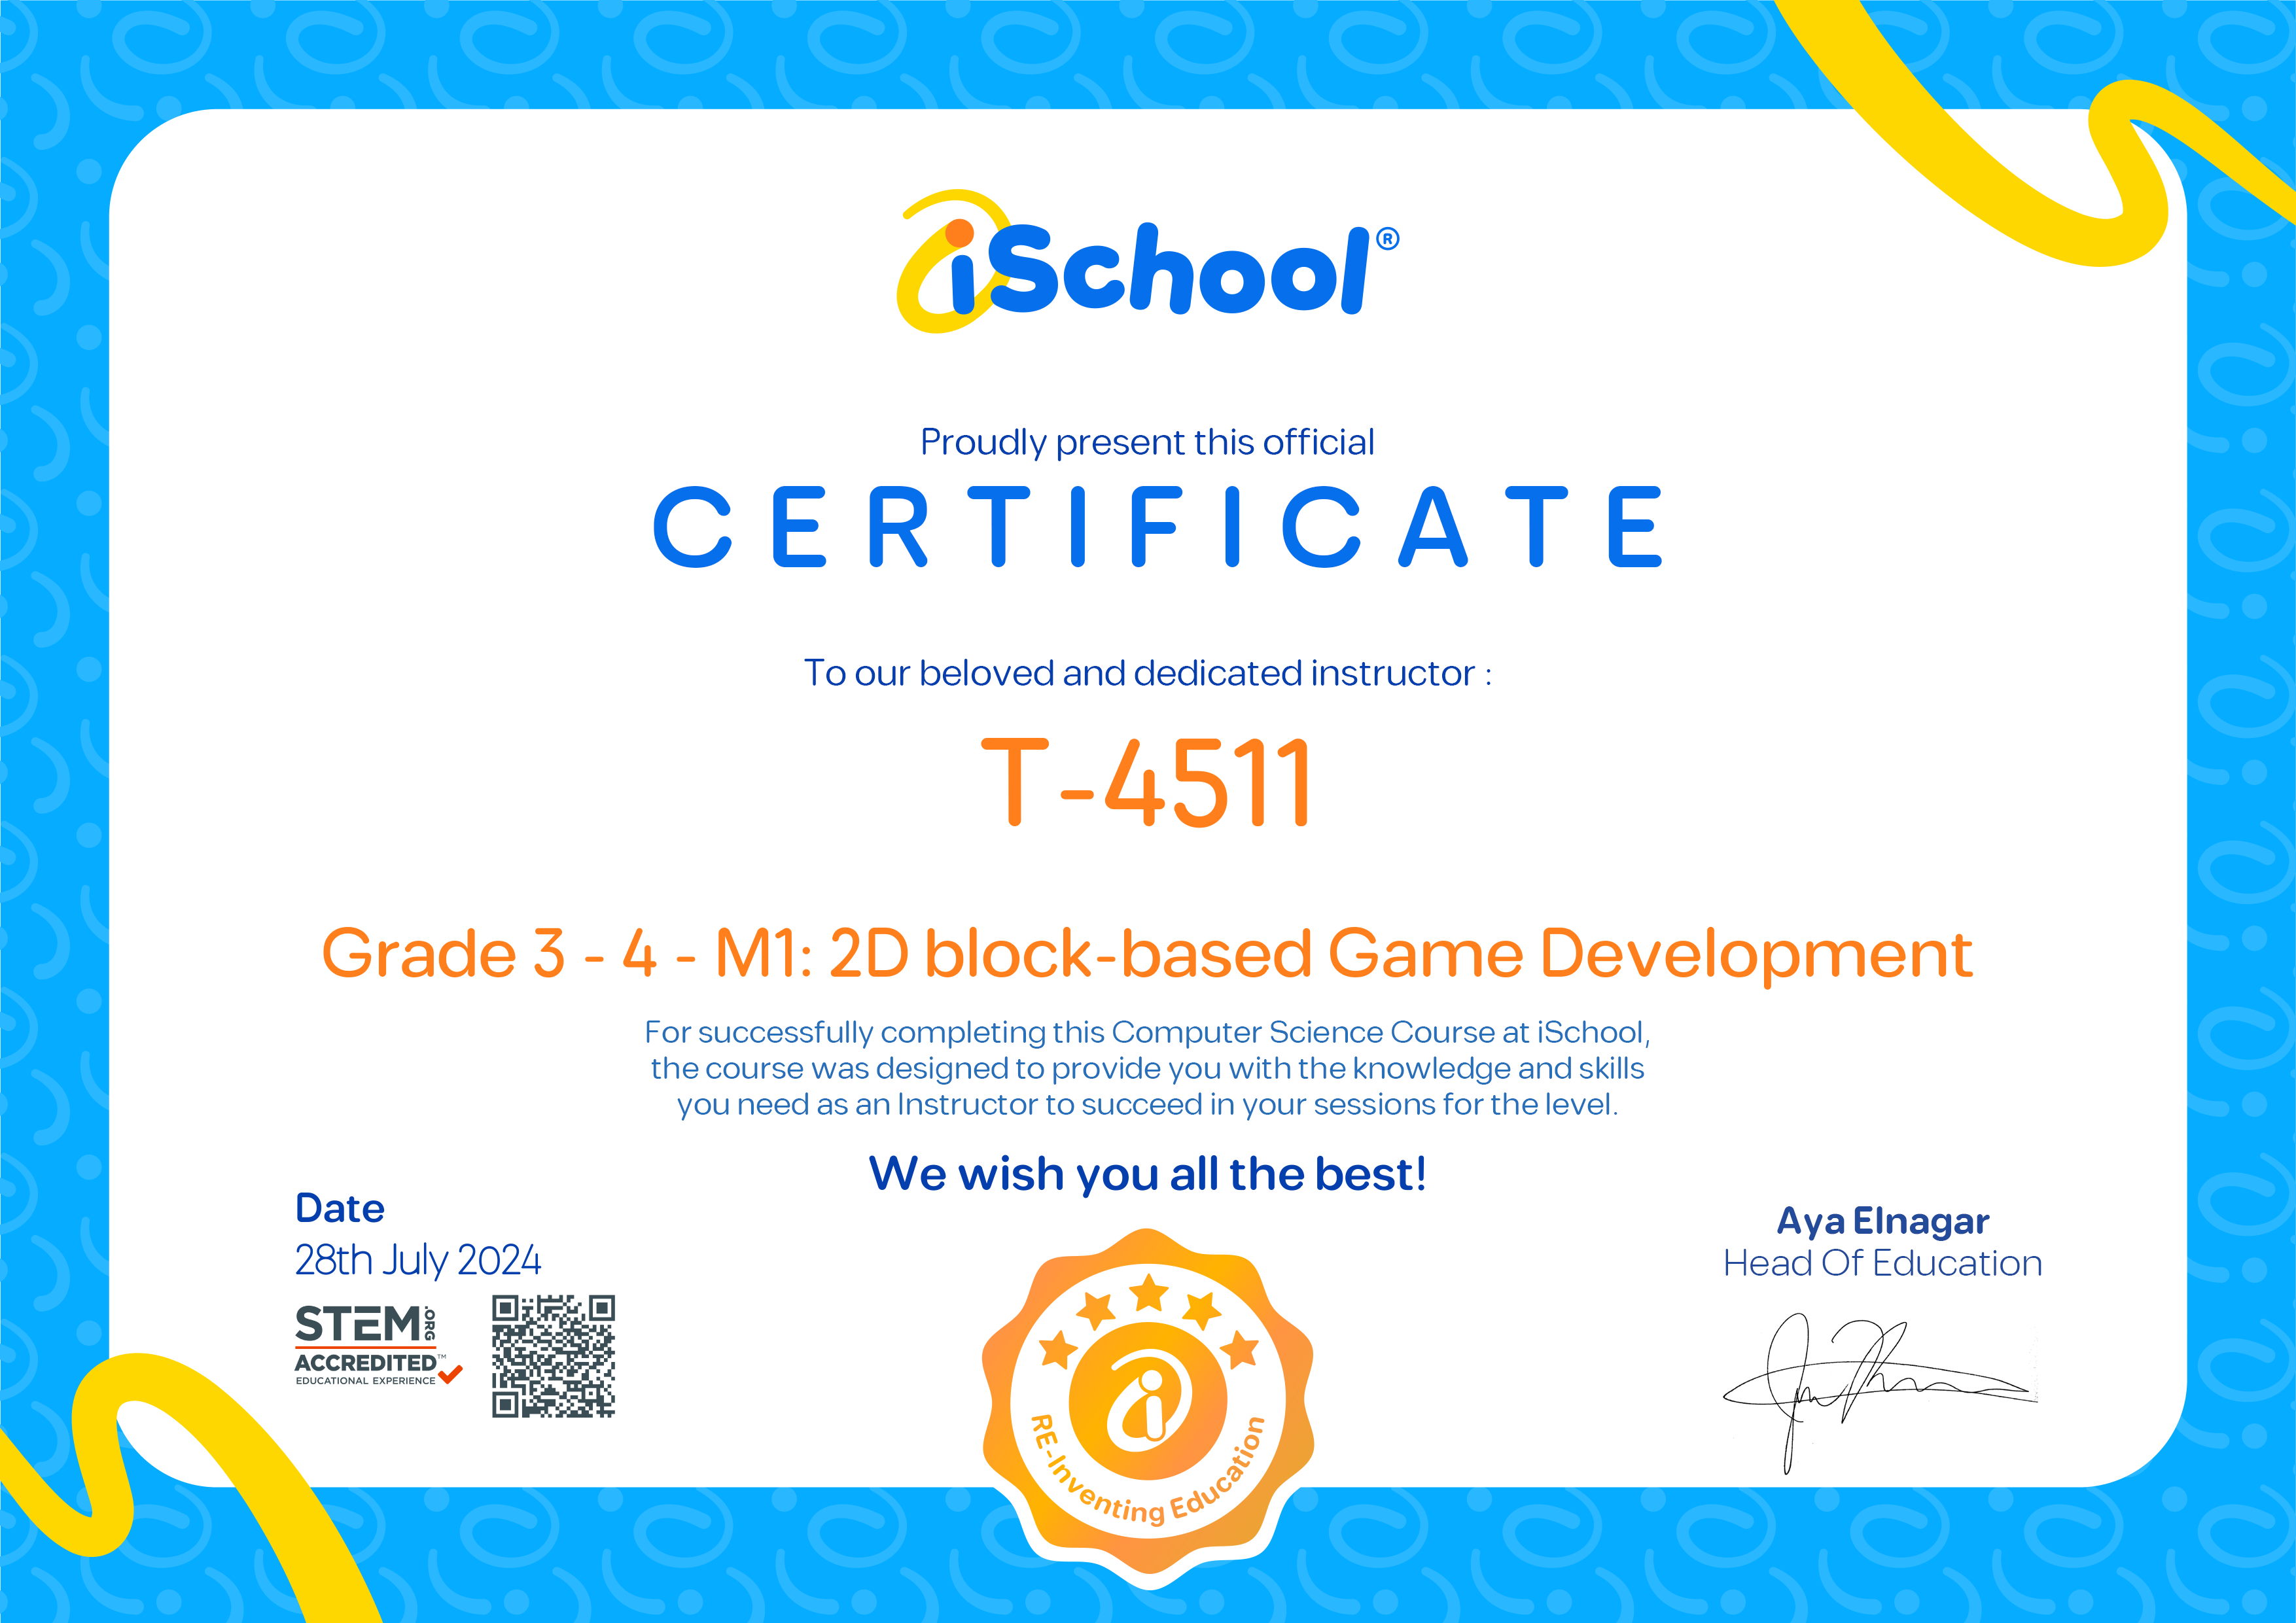 iSchool®
Proudly present this official
CERTIFICATE
To our beloved and dedicated instructor :
T-4511
Grade 3 - 4 - M1: 2D block-based Game Development
For successfully completing this Computer Science Course at iSchool,
the course was designed to provide you with the knowledge and skills
you need as an Instructor to succeed in your sessions for the level.
We wish you all the best!
Date
28th July 2024
STEM.ORG
ACCREDITED™
EDUCATIONAL EXPERIENCE
i
RE-Inventing Education
Aya Elnagar
Head Of Education